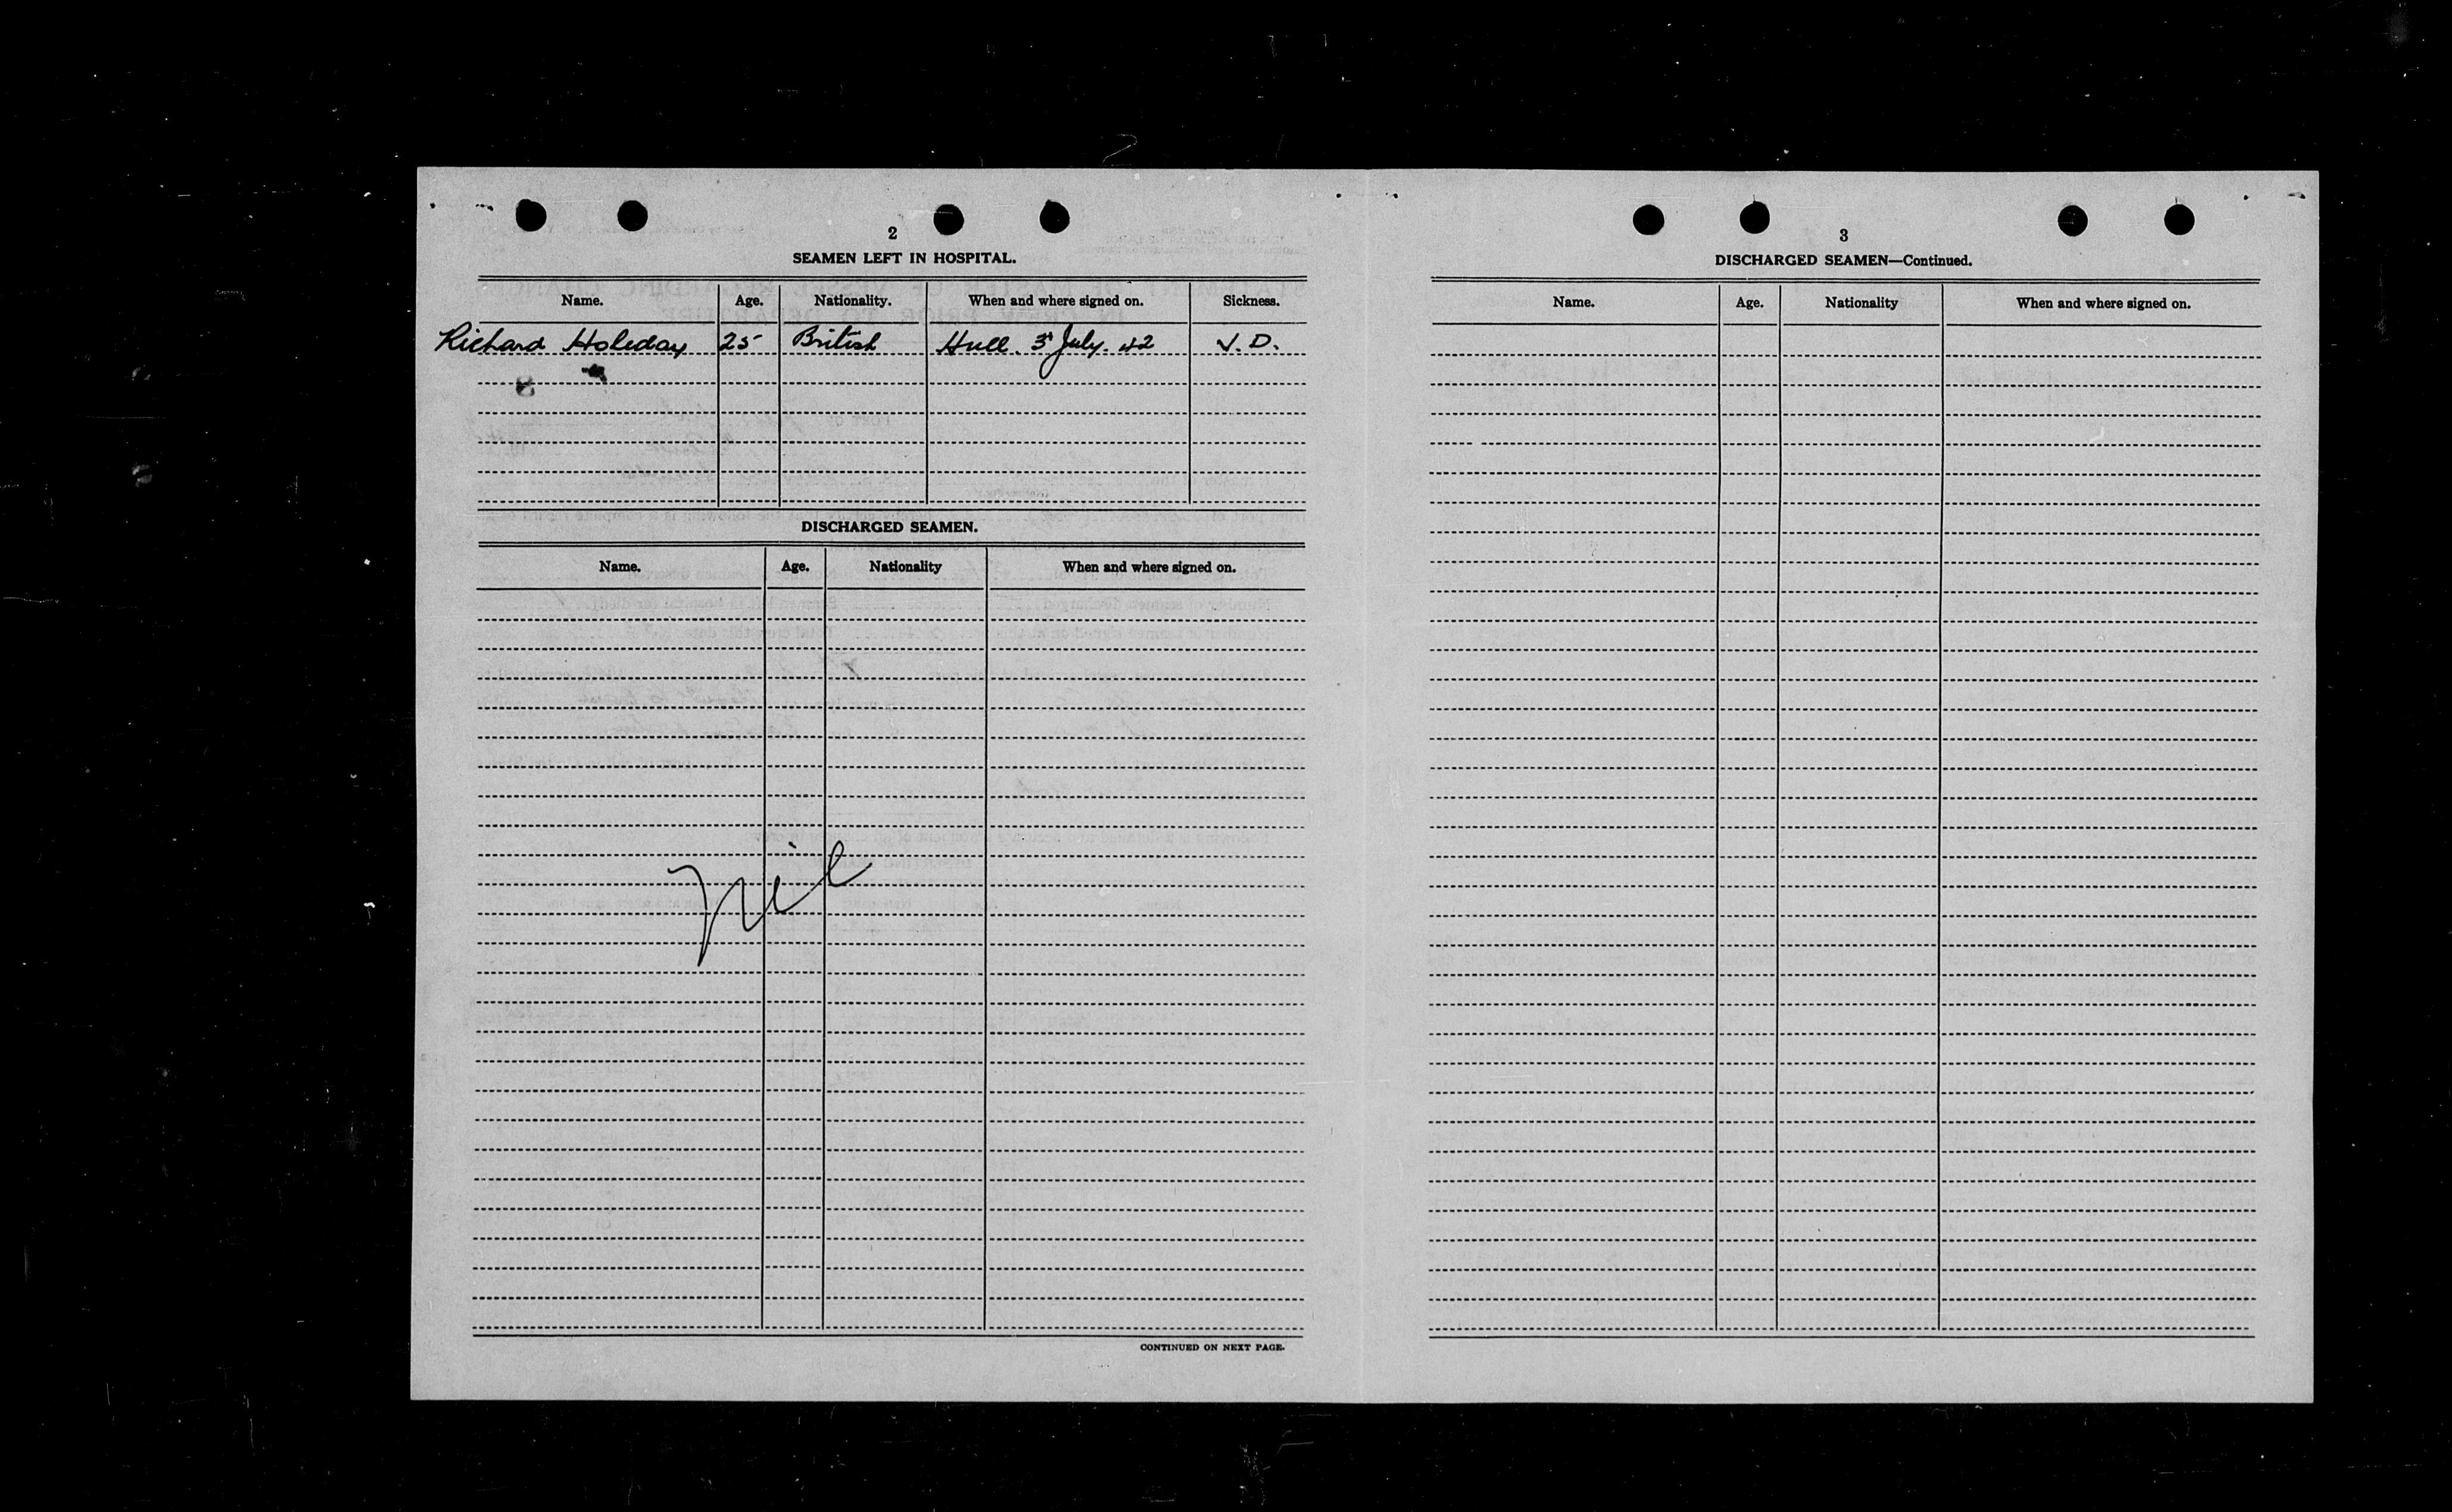 2
SEAMEN LEFT IN HOSPITAL.
Name. Age. Nationality. When and where signed on. Sickness.
Richard Holiday 25 British Hull. 3d July. 42 V.D.
DISCHARGED SEAMEN.
Name. Age. Nationality When and where signed on.
Nil
CONTINUED ON NEXT PAGE.
3
DISCHARGED SEAMEN—Continued.
Name. Age. Nationality When and where signed on.